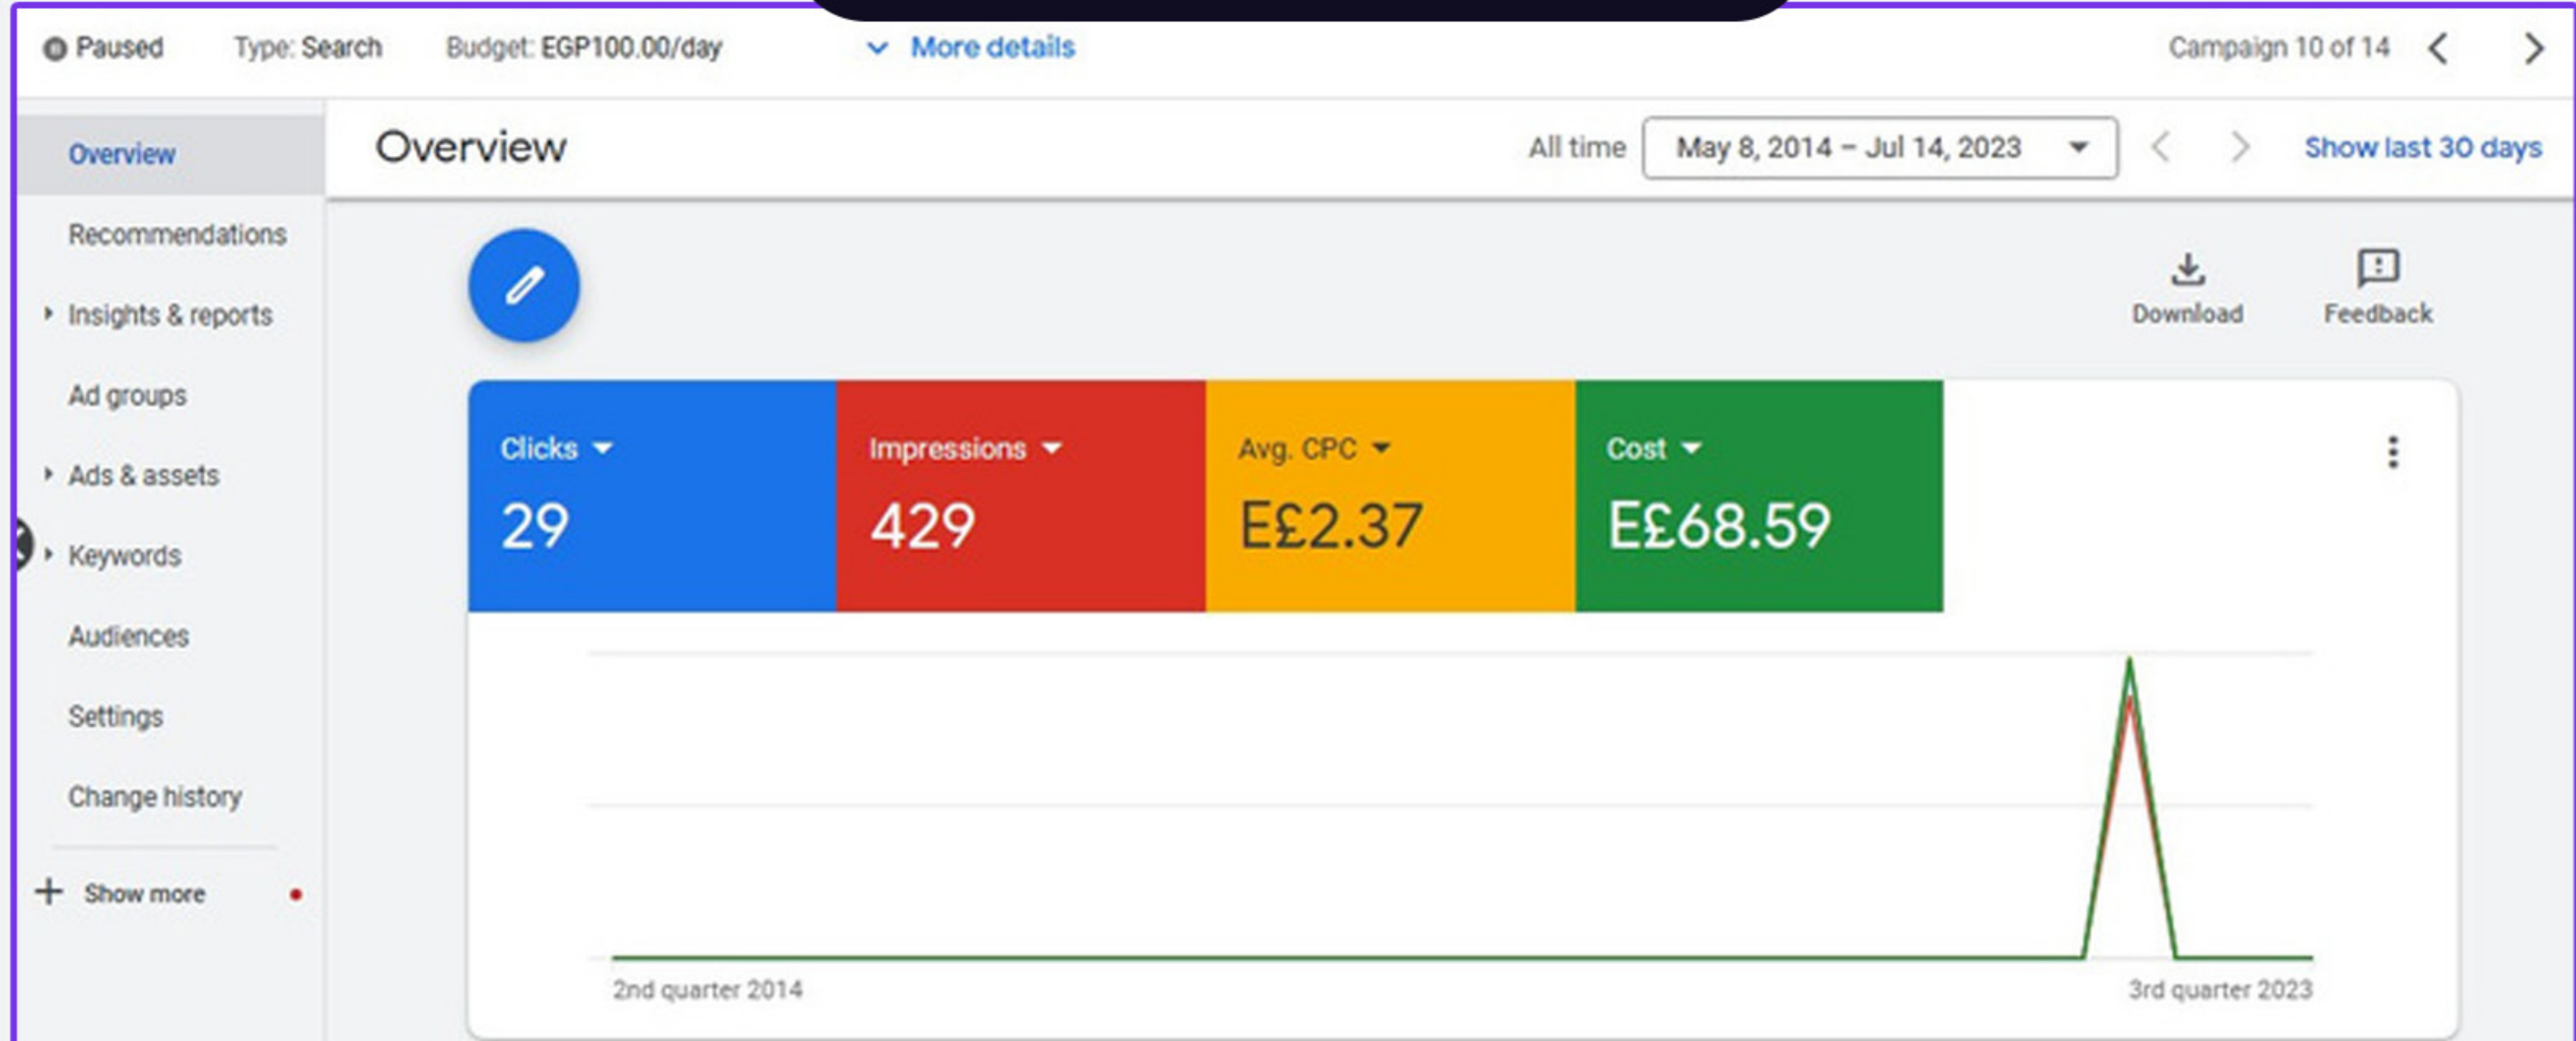 Paused Type: Search Budget: EGP100.00/day More details Campaign 10 of 14
Overview
Recommendations
Insights & reports
Ad groups
Ads & assets
Keywords
Audiences
Settings
Change history
Show more
Overview All time May 8, 2014 – Jul 14, 2023 Show last 30 days
Download Feedback
Clicks Impressions Avg. CPC Cost
29 429 E£2.37 E£68.59
2nd quarter 2014 3rd quarter 2023